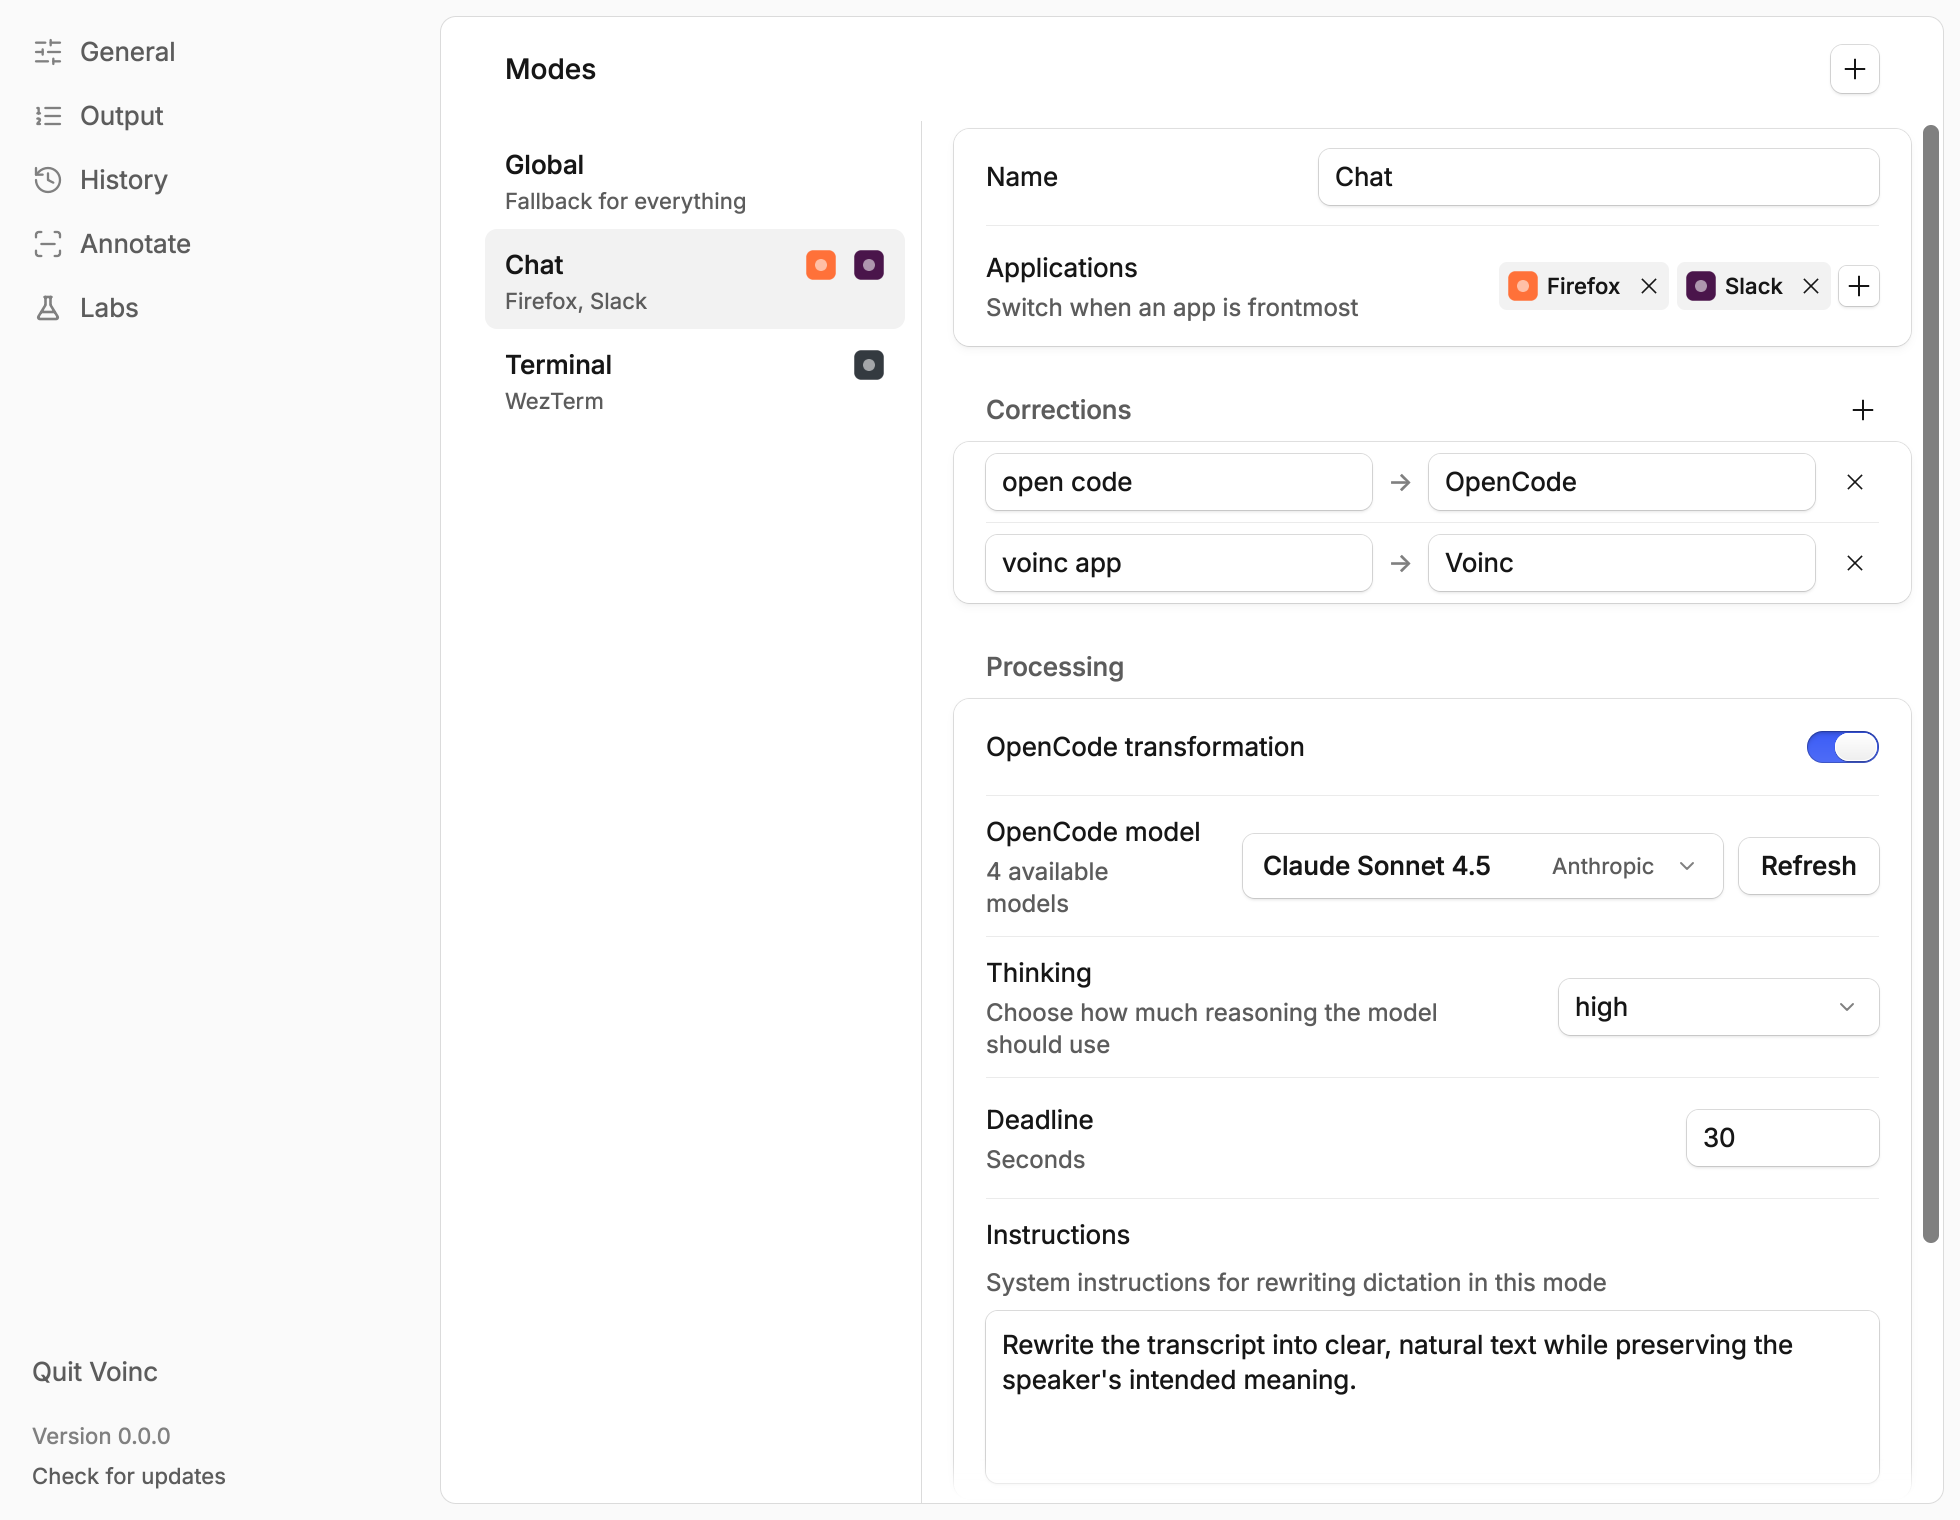 General
Output
History
Annotate
Labs
Quit Voinc
Version 0.0.0
Check for updates
Modes
Global
Fallback for everything
Chat
Firefox, Slack
Terminal
WezTerm
Name
Chat
Applications
Switch when an app is frontmost
Firefox
Slack
Corrections
open code → OpenCode
voinc app → Voinc
Processing
OpenCode transformation
OpenCode model
4 available
models
Claude Sonnet 4.5 Anthropic
Refresh
Thinking
Choose how much reasoning the model
should use
high
Deadline
Seconds
30
Instructions
System instructions for rewriting dictation in this mode
Rewrite the transcript into clear, natural text while preserving the
speaker's intended meaning.